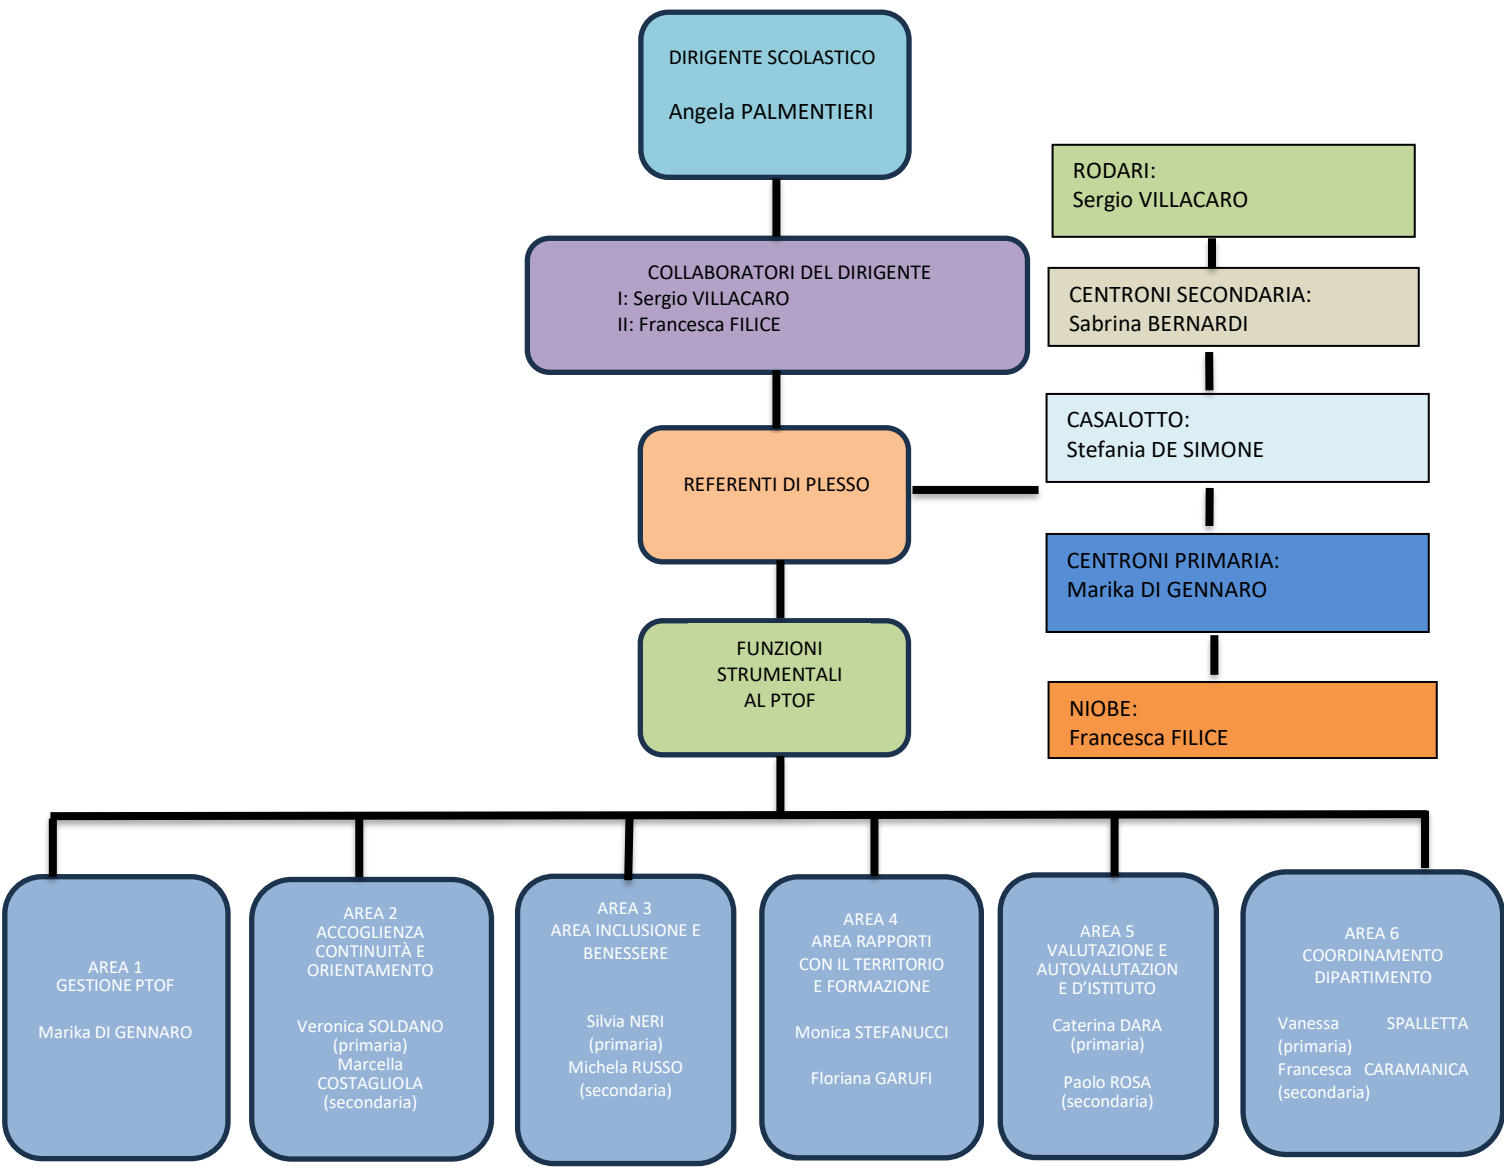 DIRIGENTE SCOLASTICO
Angela PALMENTIERI
RODARI:
Sergio VILLACARO
COLLABORATORI DEL DIRIGENTE
I: Sergio VILLACARO
II: Francesca FILICE
CENTRONI SECONDARIA:
Sabrina BERNARDI
CASALOTTO:
Stefania DE SIMONE
REFERENTI DI PLESSO
CENTRONI PRIMARIA:
Marika DI GENNARO
FUNZIONI
STRUMENTALI
AL PTOF
NIOBE:
Francesca FILICE
AREA 1
GESTIONE PTOF
Marika DI GENNARO
AREA 2
ACCOGLIENZA
CONTINUITÀ E
ORIENTAMENTO
Veronica SOLDANO
(primaria)
Marcella
COSTAGLIOLA
(secondaria)
AREA 3
AREA INCLUSIONE E
BENESSERE
Silvia NERI
(primaria)
Michela RUSSO
(secondaria)
AREA 4
AREA RAPPORTI
CON IL TERRITORIO
E FORMAZIONE
Monica STEFANUCCI
Floriana GARUFI
AREA 5
VALUTAZIONE E
AUTOVALUTAZION
E D’ISTITUTO
Caterina DARA
(primaria)
Paolo ROSA
(secondaria)
AREA 6
COORDINAMENTO
DIPARTIMENTO
Vanessa SPALLETTA
(primaria)
Francesca CARAMANICA
(secondaria)